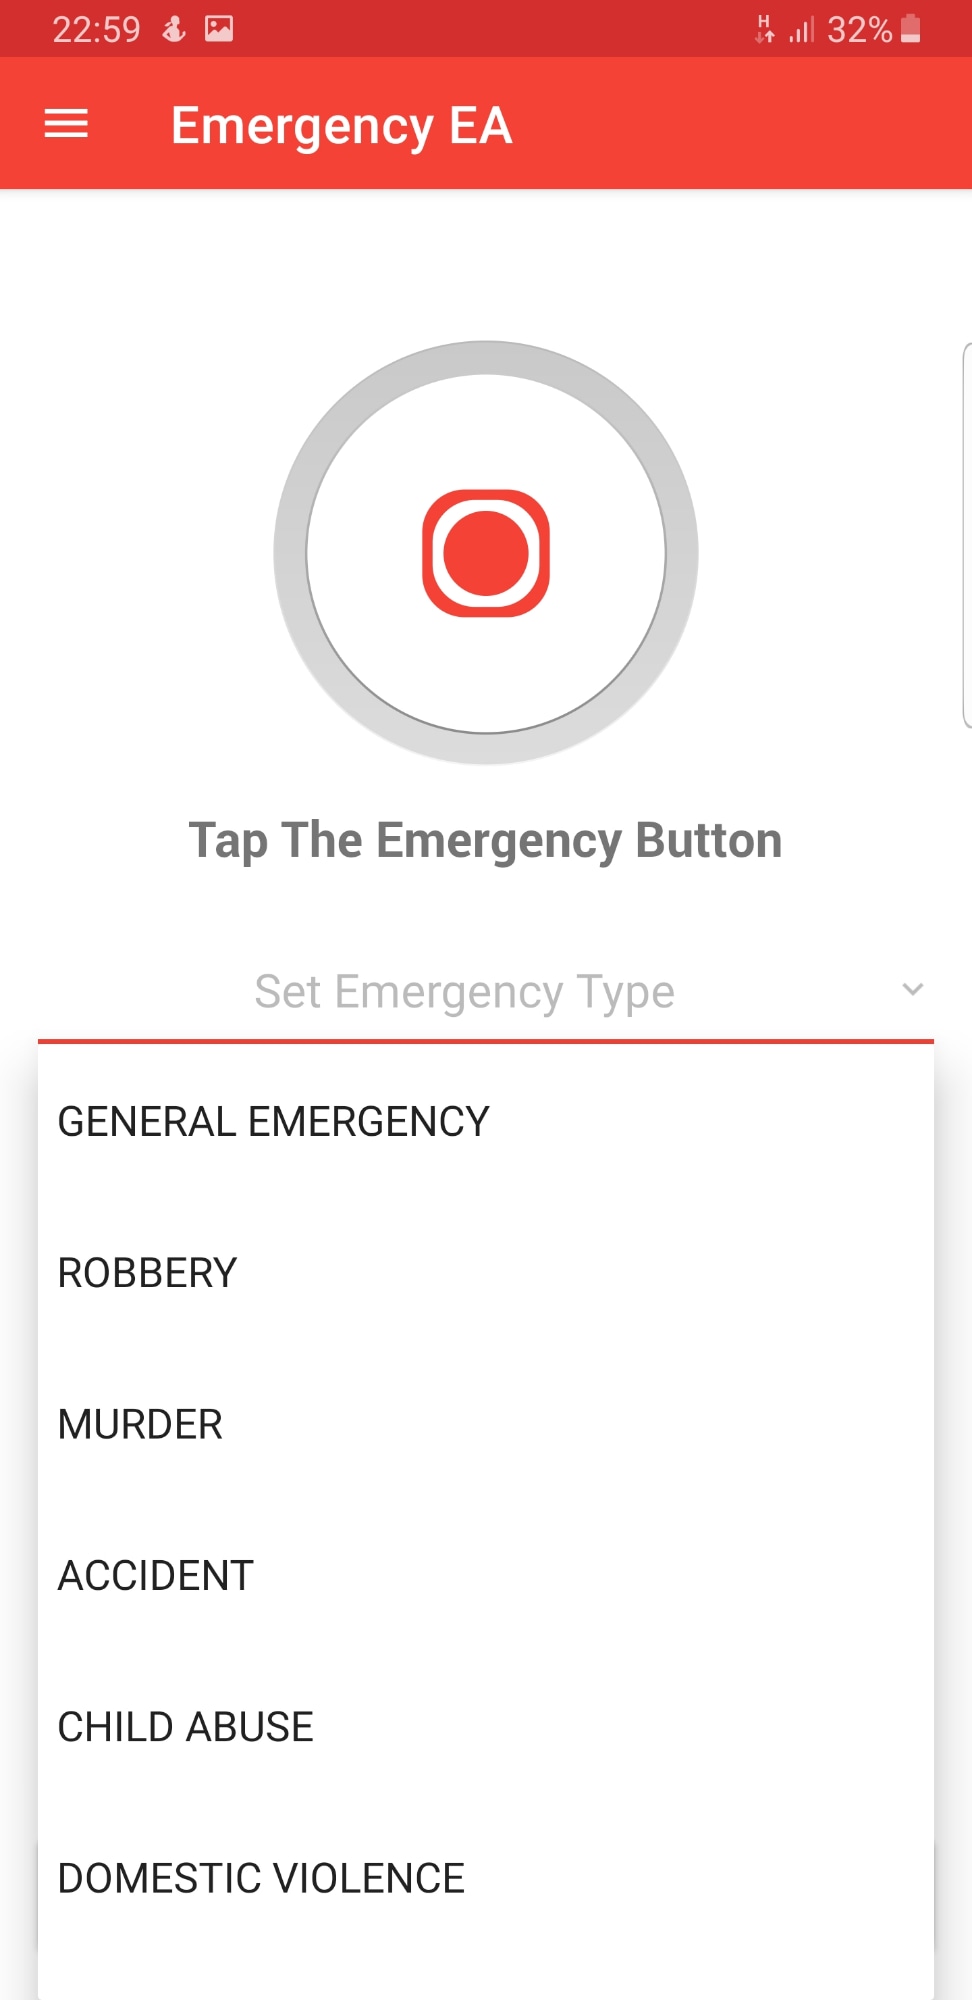 22:59
H
32%
Emergency EA
Tap The Emergency Button
Set Emergency Type
GENERAL EMERGENCY
ROBBERY
MURDER
ACCIDENT
CHILD ABUSE
DOMESTIC VIOLENCE